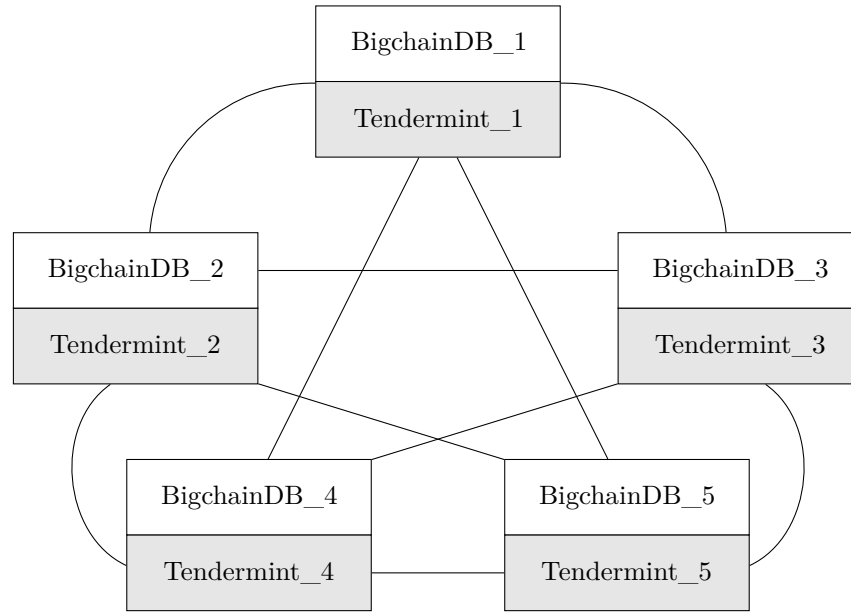 BigchainDB_1
Tendermint_1
BigchainDB_2
Tendermint_2
BigchainDB_3
Tendermint_3
BigchainDB_4
Tendermint_4
BigchainDB_5
Tendermint_5